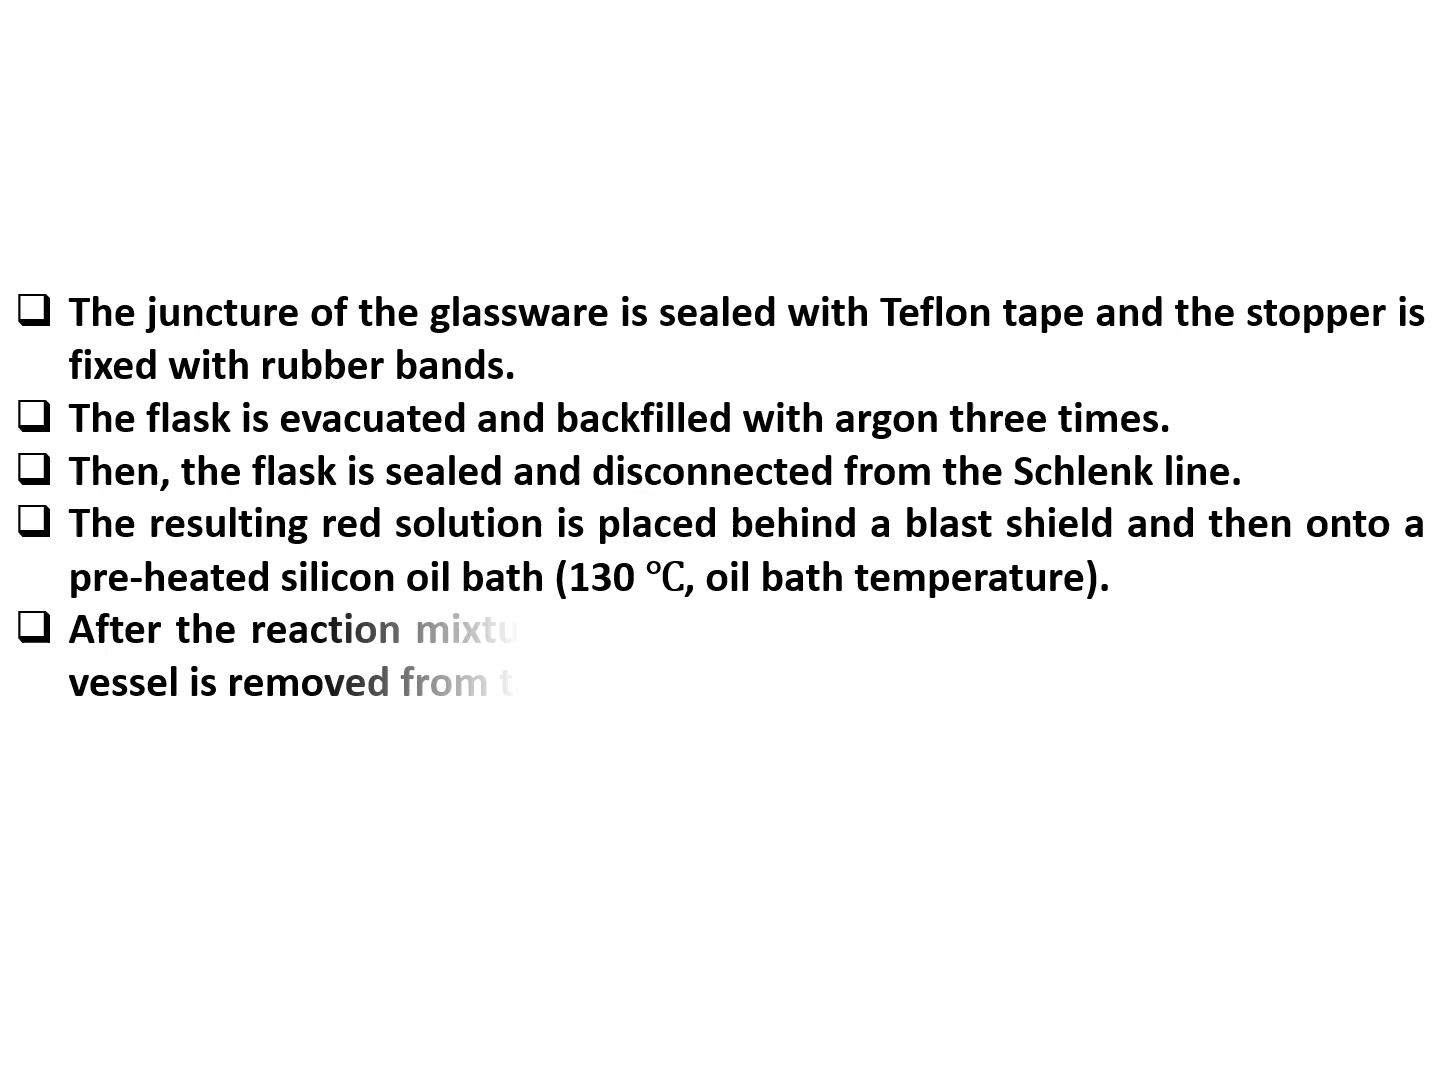 ❑ The juncture of the glassware is sealed with Teflon tape and the stopper is
fixed with rubber bands.
❑ The flask is evacuated and backfilled with argon three times.
❑ Then, the flask is sealed and disconnected from the Schlenk line.
❑ The resulting red solution is placed behind a blast shield and then onto a
pre-heated silicon oil bath (130 ℃, oil bath temperature).
❑ After the reaction
vessel is removed from